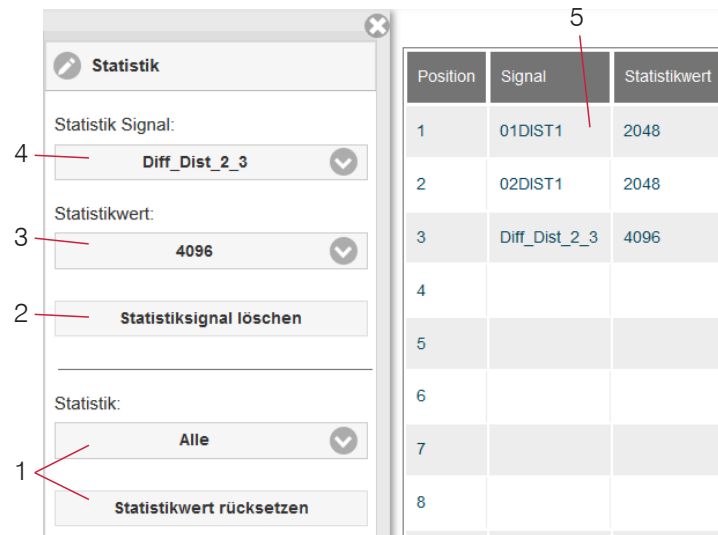 Statistik
Statistik Signal:
4
Diff_Dist_2_3
Statistikwert:
3
4096
2
Statistiksignal löschen
Statistik:
Alle
1
Statistikwert rücksetzen
5
Position Signal Statistikwert
1 01DIST1 2048
2 02DIST1 2048
3 Diff_Dist_2_3 4096
4
5
6
7
8